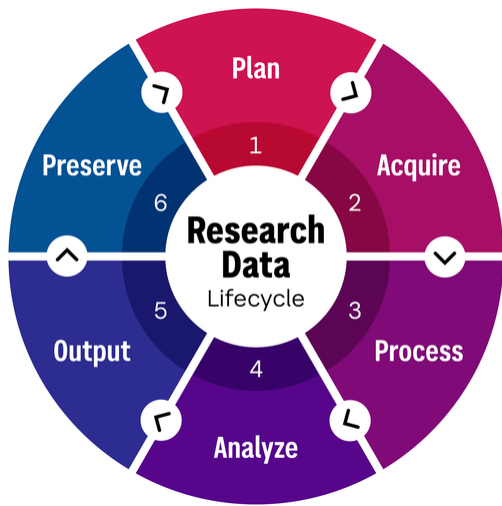 Plan
1
Acquire
2
Process
3
Analyze
4
Output
5
Preserve
6
Research
Data
Lifecycle